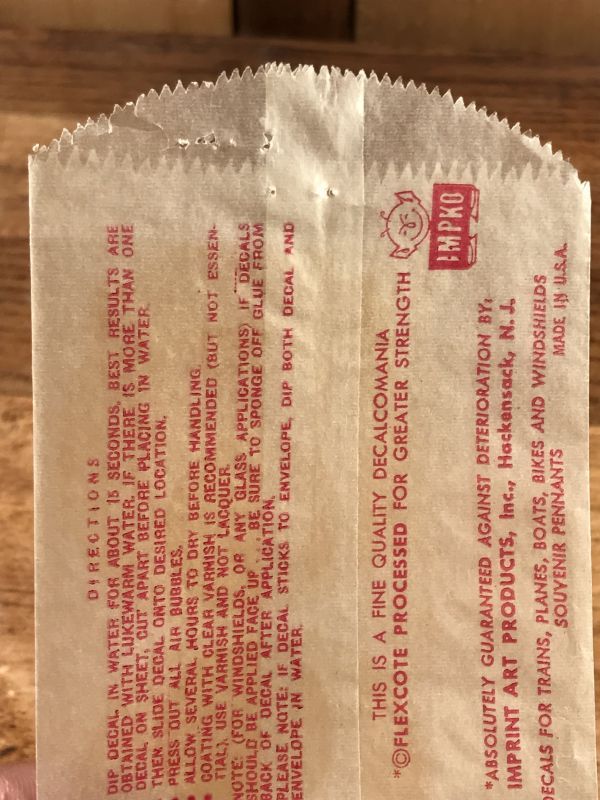 DIRECTIONS
DIP DECAL IN WATER FOR ABOUT 15 SECONDS. BEST RESULTS ARE
OBTAINED WITH LUKEWARM WATER. IF THERE IS MORE THAN ONE
DECAL ON SHEET, CUT APART BEFORE PLACING IN WATER.
THEN SLIDE DECAL ONTO DESIRED LOCATION.
PRESS OUT ALL AIR BUBBLES.
ALLOW SEVERAL HOURS TO DRY BEFORE HANDLING.
COATING WITH CLEAR VARNISH IS RECOMMENDED (BUT NOT ESSEN-
TIAL). USE VARNISH AND NOT LACQUER.
NOTE: (FOR WINDSHIELDS, OR ANY GLASS APPLICATIONS) IF DECALS
SHOULD BE APPLIED FACE UP ... BE SURE TO SPONGE OFF GLUE FROM
BACK OF DECAL AFTER APPLICATION.
PLEASE NOTE: IF DECAL STICKS TO ENVELOPE, DIP BOTH DECAL AND
ENVELOPE IN WATER.
IMPKO
THIS IS A FINE QUALITY DECALCOMANIA
*©FLEXCOTE PROCESSED FOR GREATER STRENGTH
*ABSOLUTELY GUARANTEED AGAINST DETERIORATION BY:
IMPRINT ART PRODUCTS, Inc., Hackensack, N. J.
ECALS FOR TRAINS, PLANES, BOATS, BIKES AND WINDSHIELDS
SOUVENIR PENNANTS
MADE IN U.S.A.